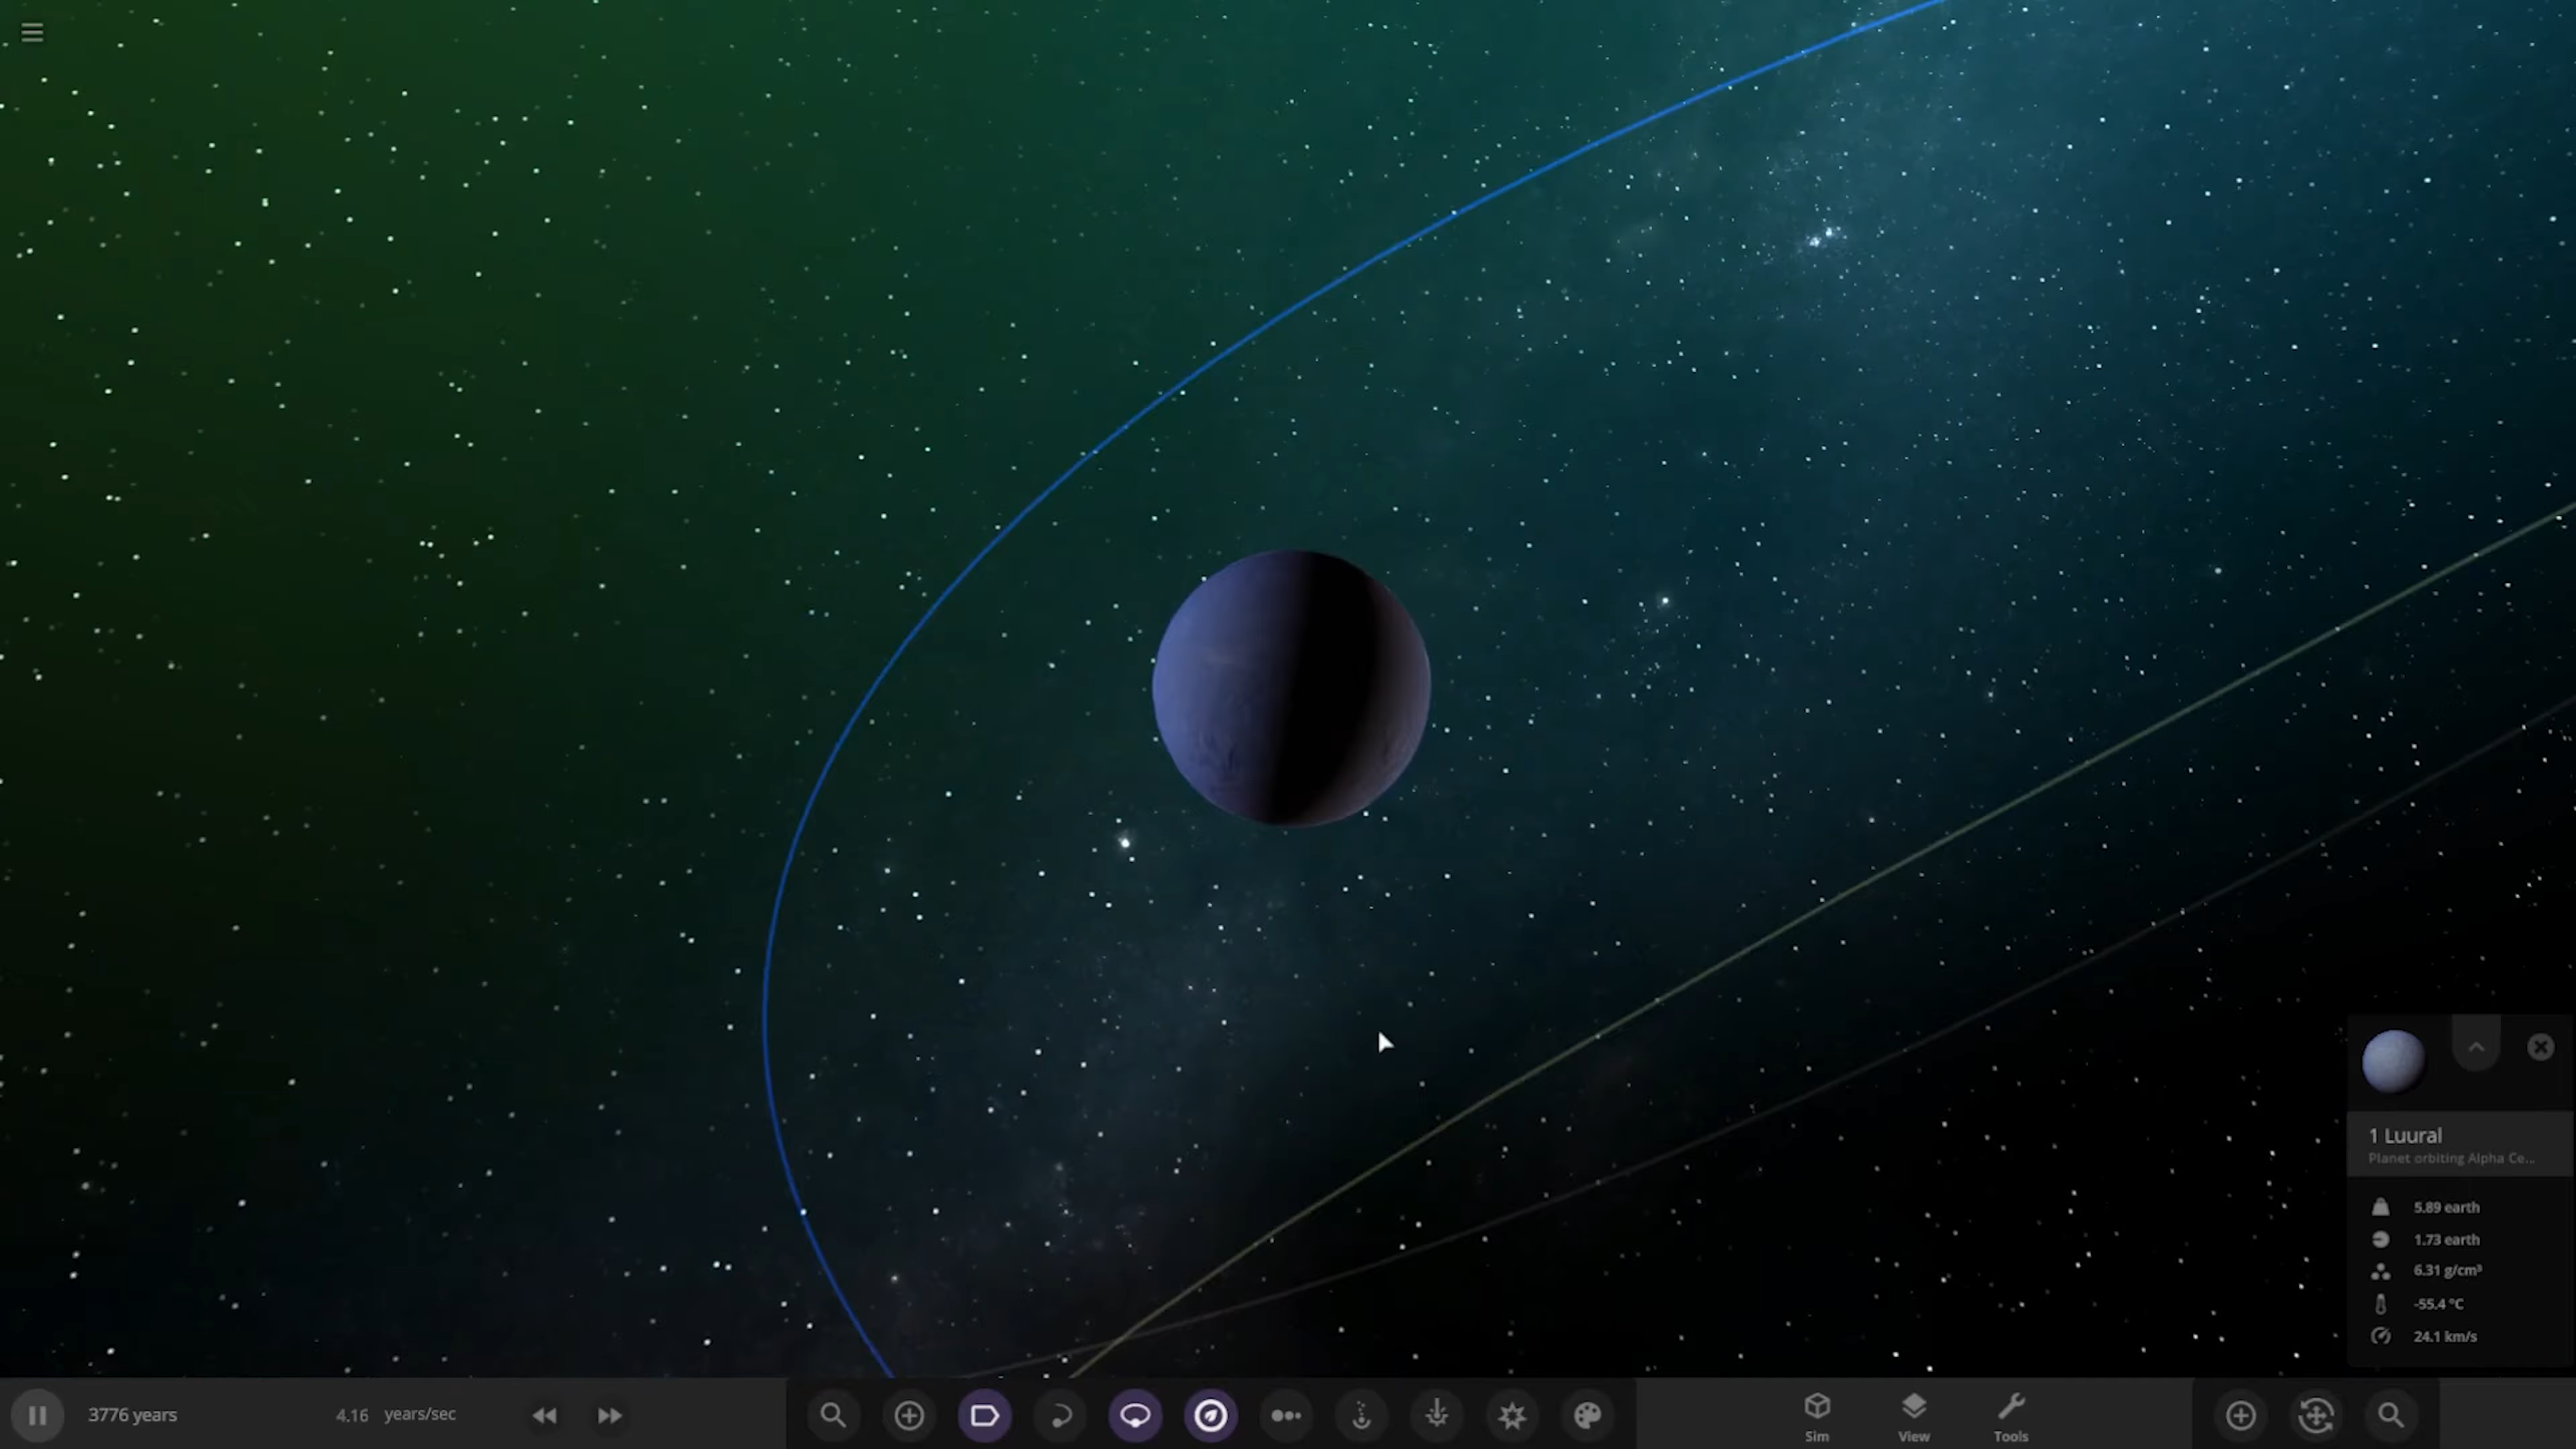 1 Luural
Planet orbiting Alpha Ce...
5.89 earth
1.73 earth
6.31 g/cm³
-55.4 °C
24.1 km/s
3776 years
4.16 years/sec
Sim
View
Tools